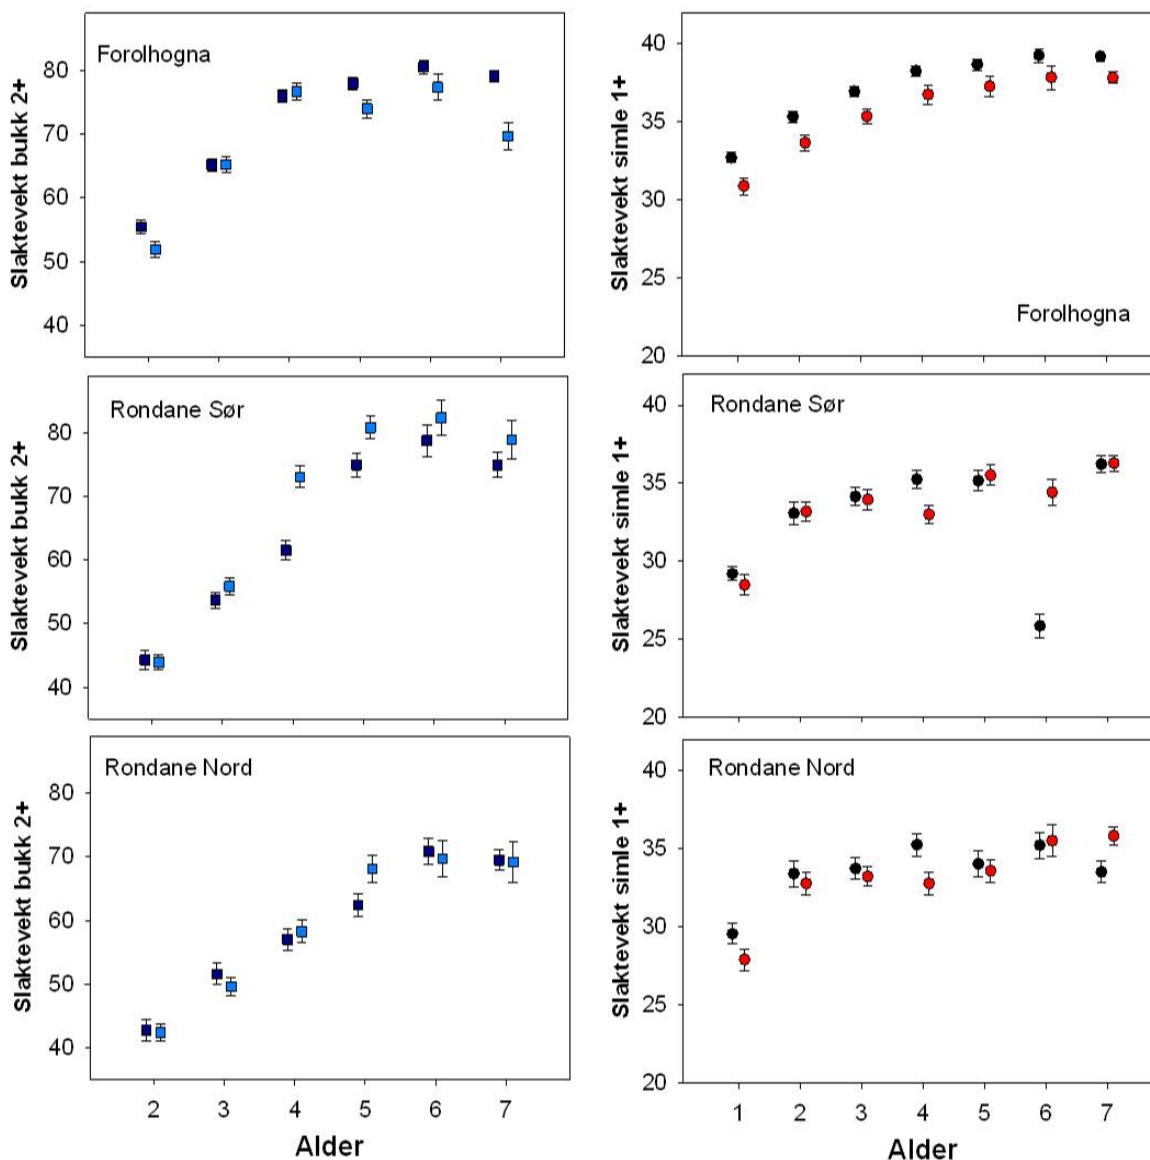 Forolhogna
Slaktevekt bukk 2+
80
70
60
50
40
Slaktevekt simle 1+
40
35
30
25
20
Forolhogna
Rondane Sør
Slaktevekt bukk 2+
80
70
60
50
40
Rondane Sør
Slaktevekt simle 1+
40
35
30
25
20
Rondane Nord
Slaktevekt bukk 2+
80
70
60
50
40
2 3 4 5 6 7
Alder
Rondane Nord
Slaktevekt simle 1+
40
35
30
25
20
1 2 3 4 5 6 7
Alder